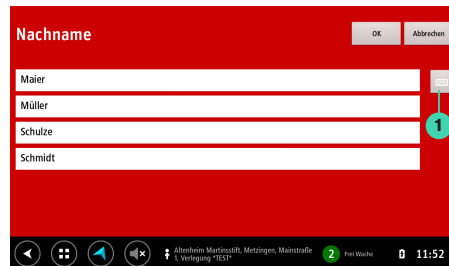 Nachname
OK
Abbrechen
Maier
1
Müller
Schulze
Schmidt
Altenheim Martinsstift, Metzingen, Mainstraße
1, Verlegung *TEST*
2 Frei Wache
11:52